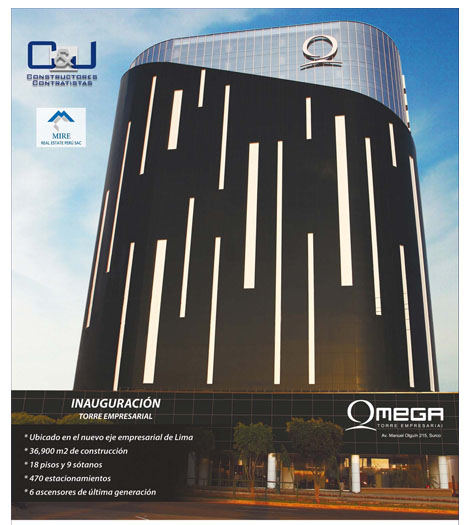 C&J
CONSTRUCTORES
CONTRATISTAS
MIRE
REAL ESTATE PERÚ SAC
INAUGURACIÓN
TORRE EMPRESARIAL
* Ubicado en el nuevo eje empresarial de Lima
* 36,900 m2 de construcción
* 18 pisos y 9 sótanos
* 470 estacionamientos
* 6 ascensores de última generación
OMEGA
TORRE EMPRESARIAL
Av. Manuel Olguín 215, Surco